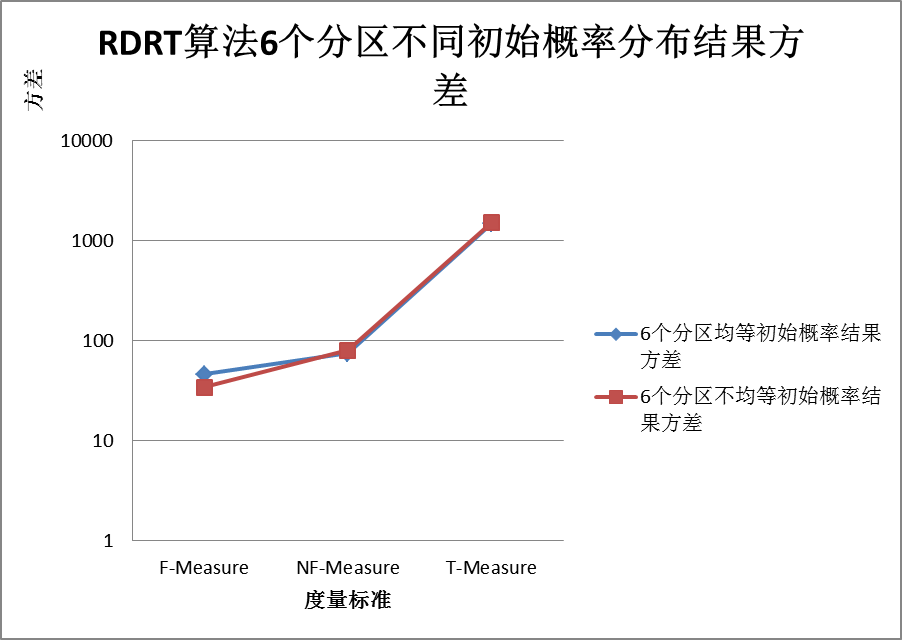 RDRT算法6个分区不同初始概率分布结果方
差
方差
10000
1000
100
10
1
F-Measure NF-Measure T-Measure
度量标准
6个分区均等初始概率结果
方差
6个分区不均等初始概率结
果方差